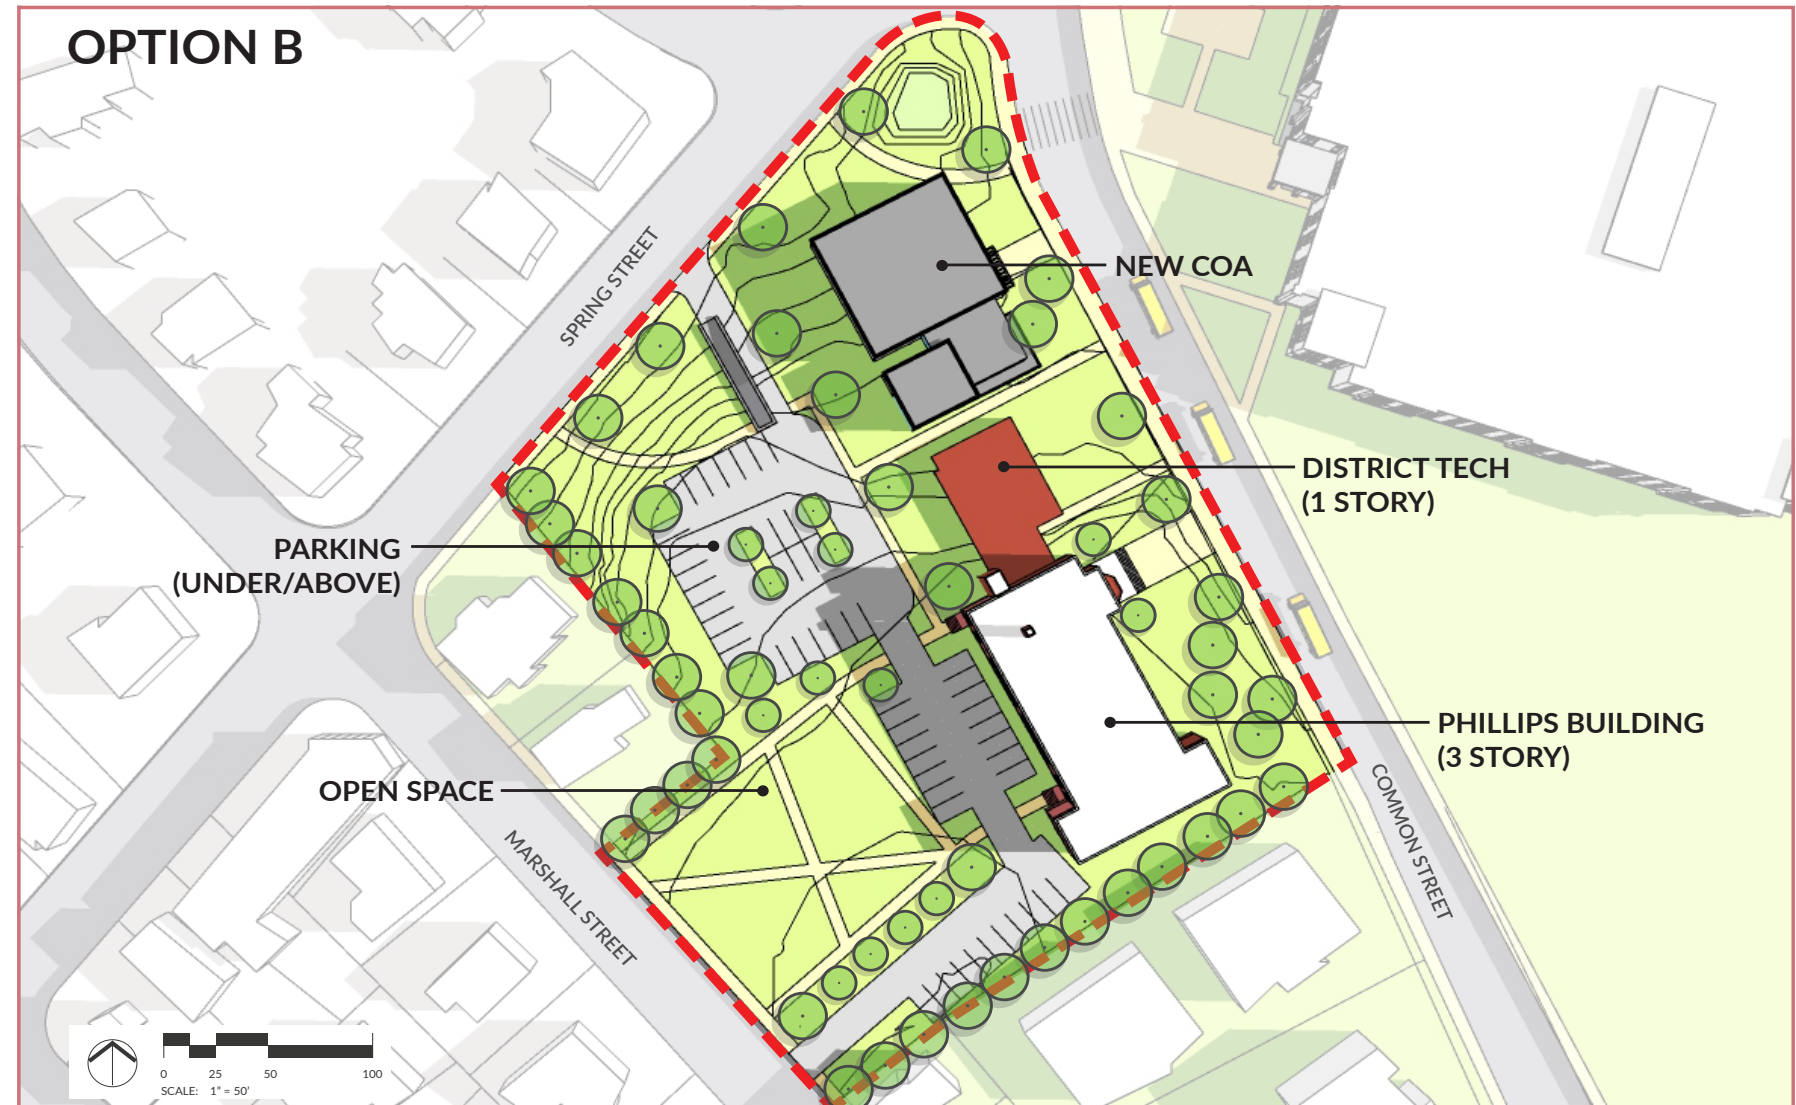 OPTION B
SPRING STREET
NEW COA
DISTRICT TECH
(1 STORY)
PARKING
(UNDER/ABOVE)
PHILLIPS BUILDING
(3 STORY)
OPEN SPACE
MARSHALL STREET
COMMON STREET
0 25 50 100
SCALE: 1" = 50'